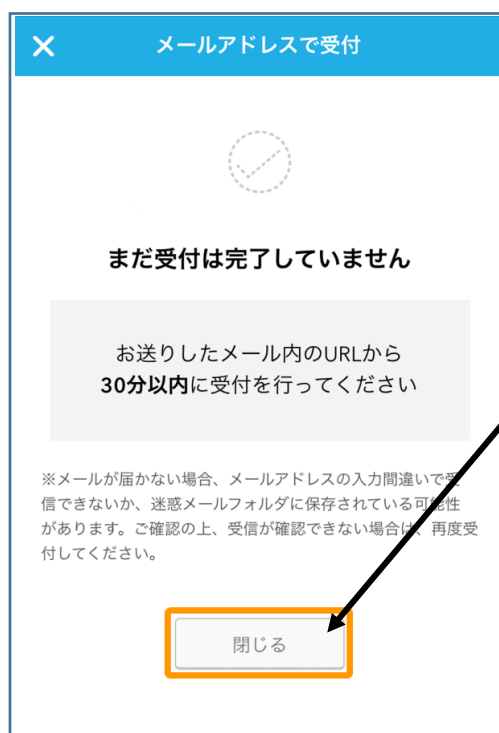 メールアドレスで受付
まだ受付は完了していません
お送りしたメール内のURLから
30分以内に受付を行ってください
※メールが届かない場合、メールアドレスの入力間違いで受
信できないか、迷惑メールフォルダに保存されている可能性
があります。ご確認の上、受信が確認できない場合は、再度受
付してください。
閉じる